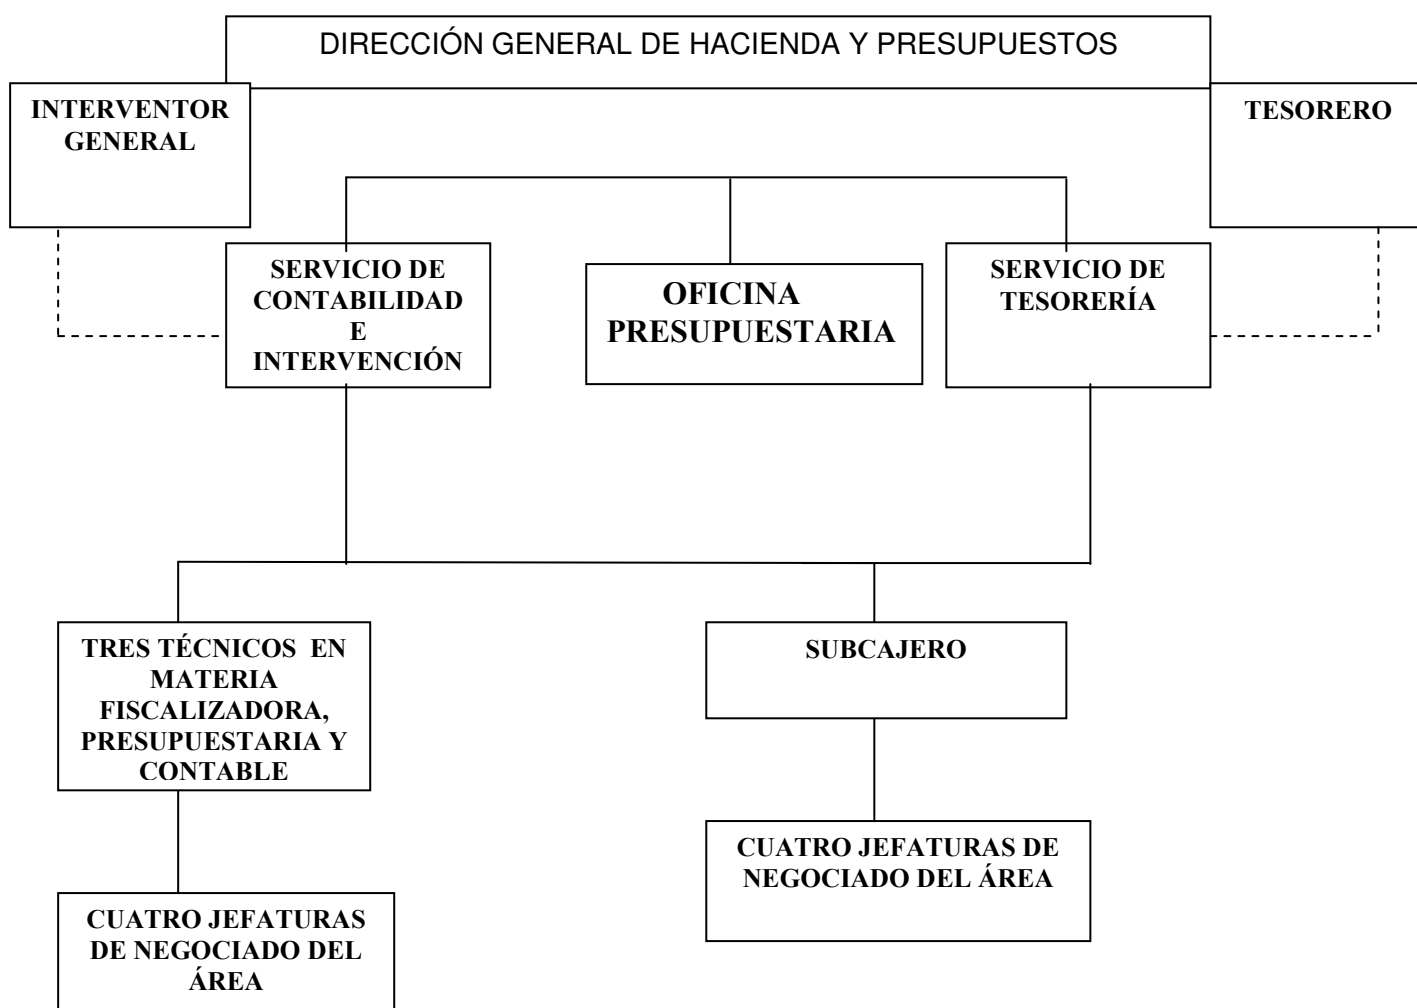 DIRECCIÓN GENERAL DE HACIENDA Y PRESUPUESTOS
INTERVENTOR
GENERAL
TESORERO
SERVICIO DE
CONTABILIDAD
E
INTERVENCIÓN
OFICINA
PRESUPUESTARIA
SERVICIO DE
TESORERÍA
TRES TÉCNICOS EN
MATERIA
FISCALIZADORA,
PRESUPUESTARIA Y
CONTABLE
SUBCAJERO
CUATRO JEFATURAS DE
NEGOCIADO DEL ÁREA
CUATRO JEFATURAS
DE NEGOCIADO DEL
ÁREA